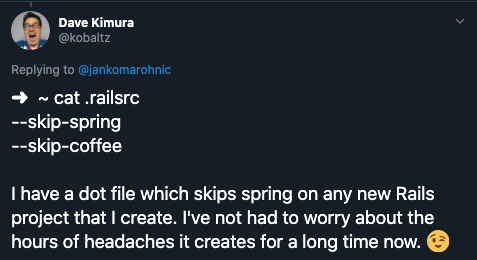 Dave Kimura
@kobaltz
Replying to @jankomarohnic
➜ ~ cat .railsrc
--skip-spring
--skip-coffee
I have a dot file which skips spring on any new Rails
project that I create. I've not had to worry about the
hours of headaches it creates for a long time now. 😉